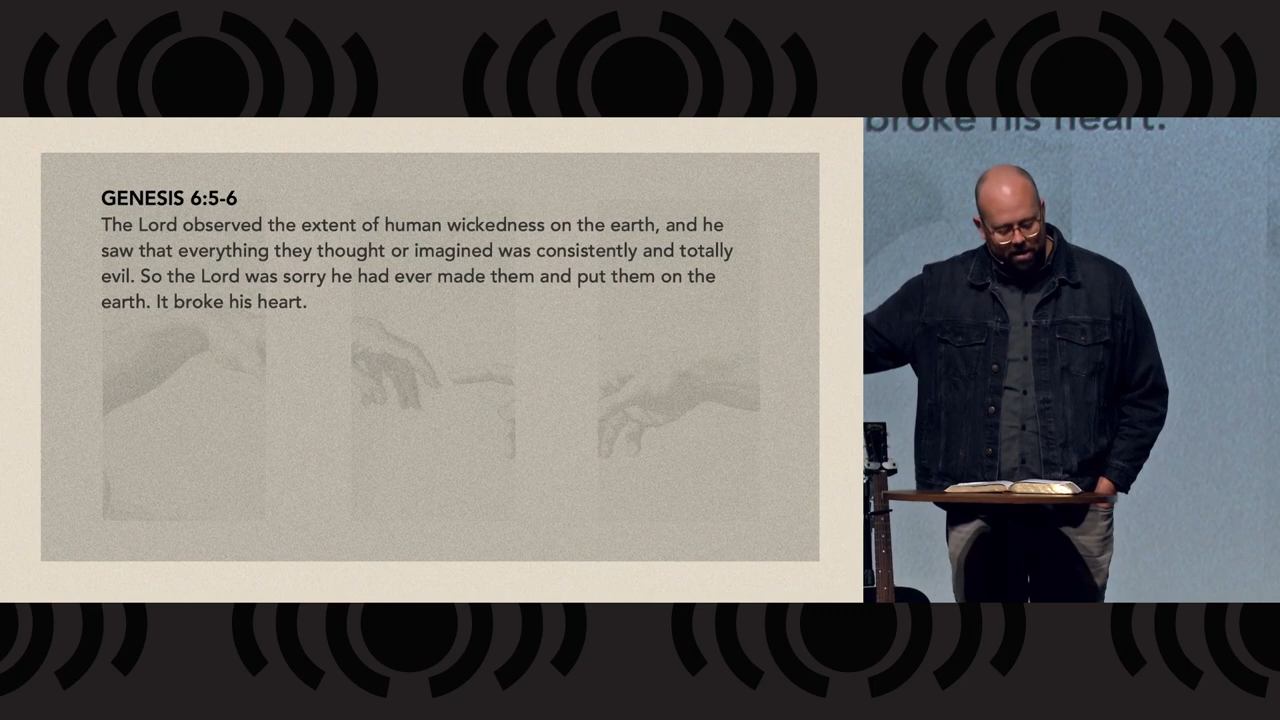 GENESIS 6:5-6
The Lord observed the extent of human wickedness on the earth, and he
saw that everything they thought or imagined was consistently and totally
evil. So the Lord was sorry he had ever made them and put them on the
earth. It broke his heart.
broke his heart.